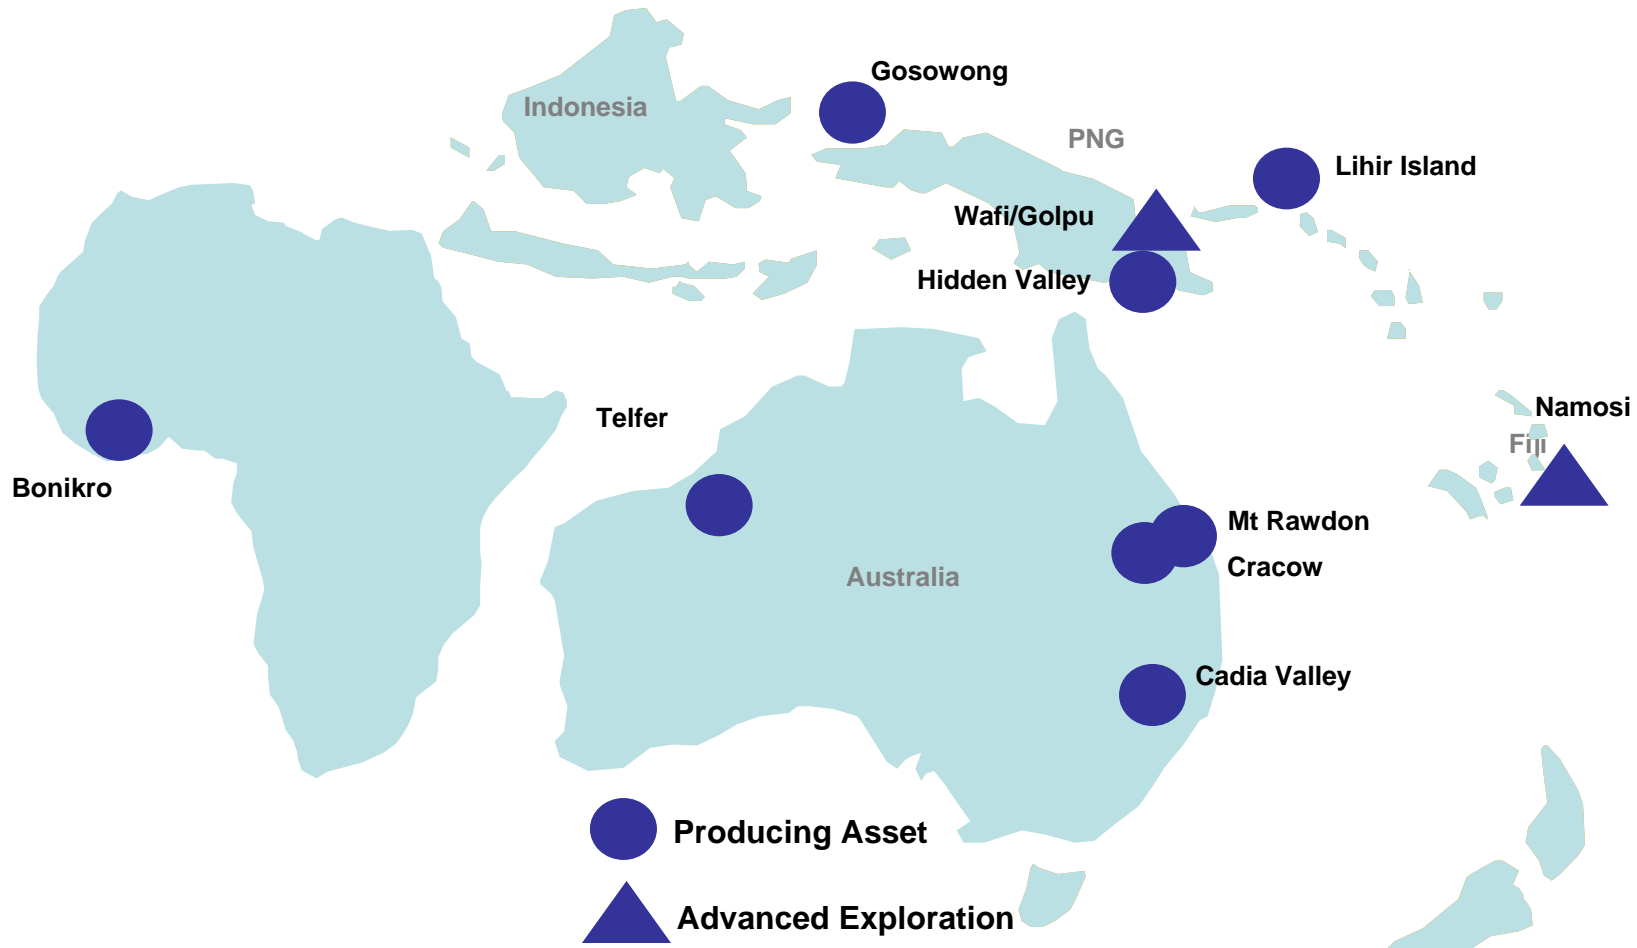 Gosowong
Indonesia
PNG
Lihir Island
Wafi/Golpu
Hidden Valley
Namosi
Telfer
Fiji
Bonikro
Mt Rawdon
Cracow
Australia
Cadia Valley
Producing Asset
Advanced Exploration